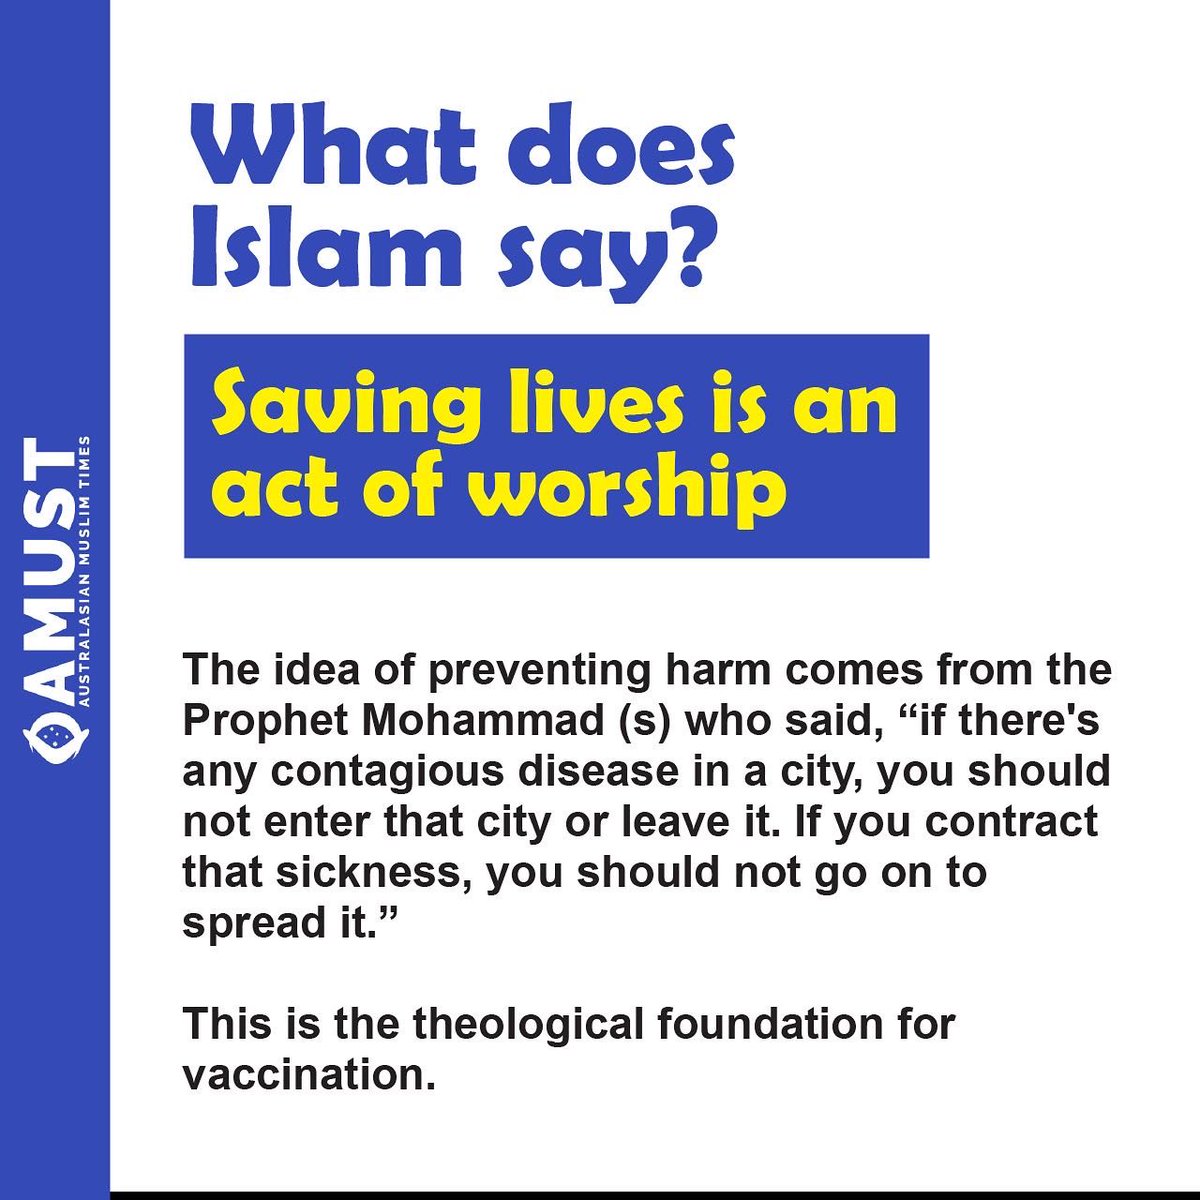 What does
Islam say?
Saving lives is an
act of worship
The idea of preventing harm comes from the
Prophet Mohammad (s) who said, “if there's
any contagious disease in a city, you should
not enter that city or leave it. If you contract
that sickness, you should not go on to
spread it.”
This is the theological foundation for
vaccination.
AMUST
AUSTRALASIAN MUSLIM TIMES